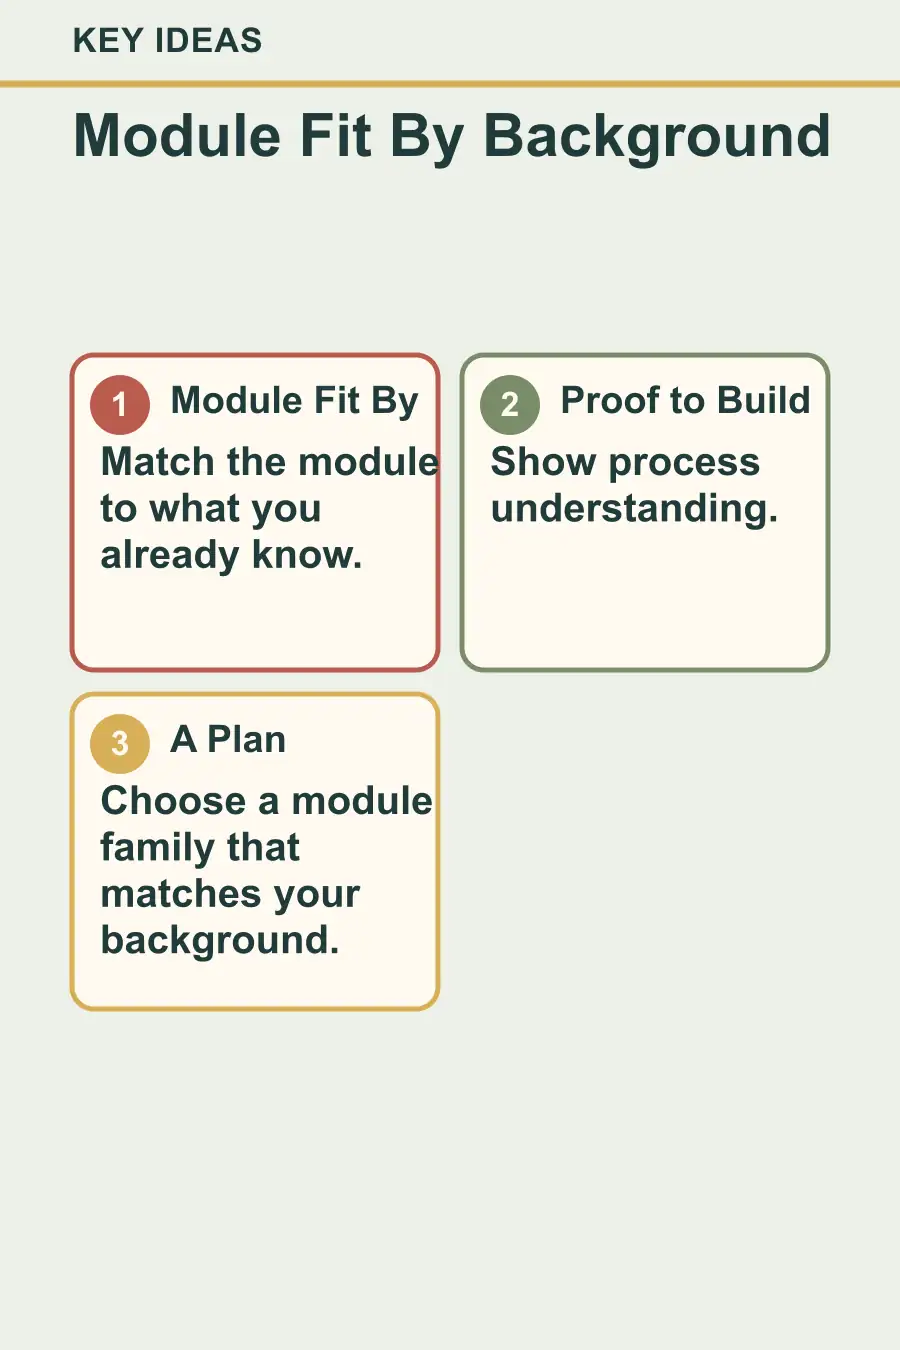 KEY IDEAS
Module Fit By Background
1 Module Fit By
Match the module
to what you
already know.
2 Proof to Build
Show process
understanding.
3 A Plan
Choose a module
family that
matches your
background.